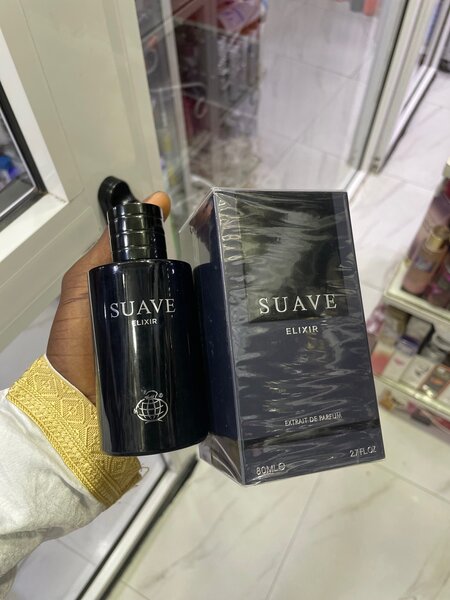 SUAVE
ELIXIR
SUAVE
ELIXIR
EXTRAIT DE PARFUM
80ML℮
2.7 FL.OZ